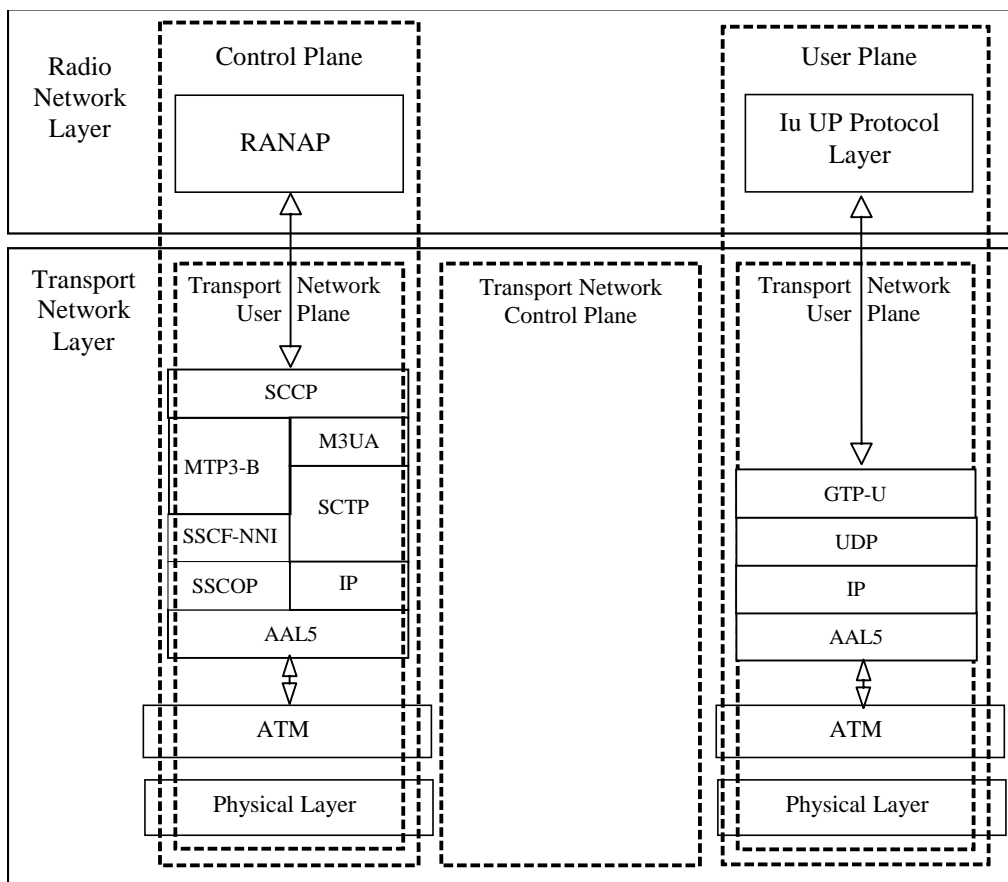 Radio
Network
Layer
Control Plane
RANAP
User Plane
Iu UP Protocol
Layer
Transport
Network
Layer
Transport Network
User Plane
SCCP
MTP3-B
M3UA
SCTP
SSCF-NNI
SSCOP
IP
AAL5
ATM
Physical Layer
Transport Network
Control Plane
Transport Network
User Plane
GTP-U
UDP
IP
AAL5
ATM
Physical Layer